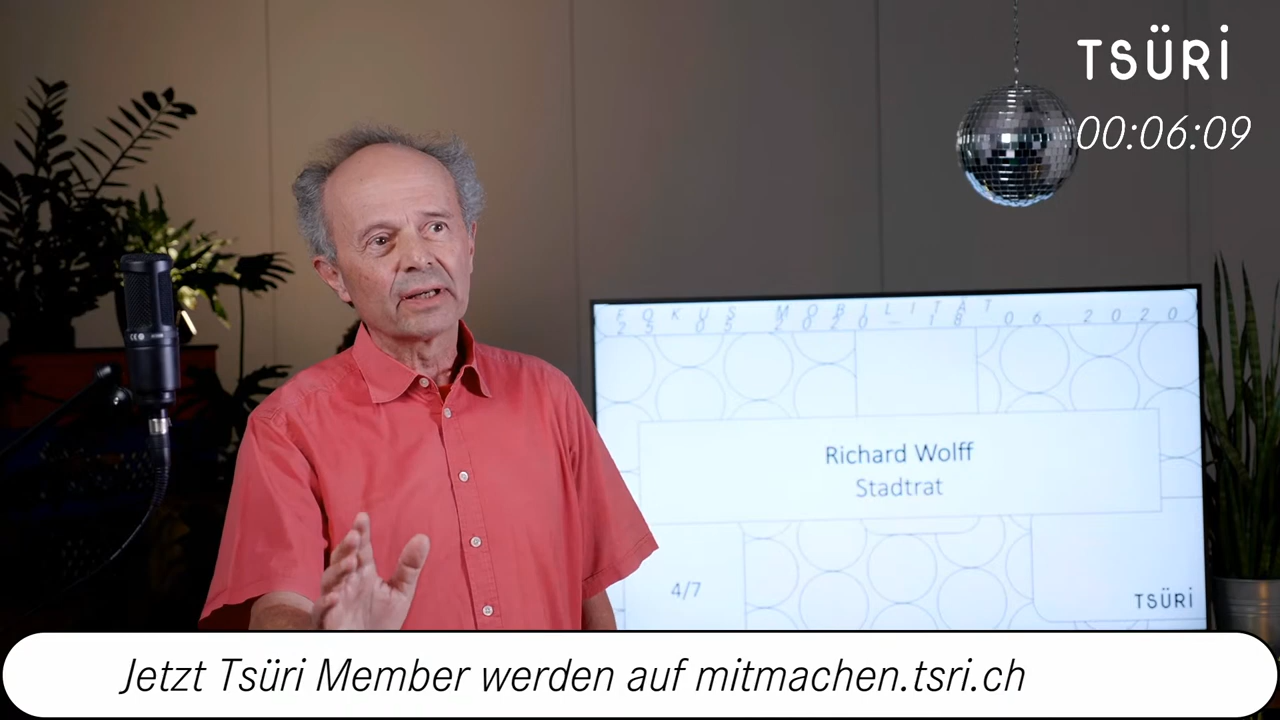 TSÜRİ
00:06:09
FOKUS MOBILITÄT
25 05 2020 — 18 06 2020
Richard Wolff
Stadtrat
4/7
TSÜRİ
Jetzt Tsüri Member werden auf mitmachen.tsri.ch